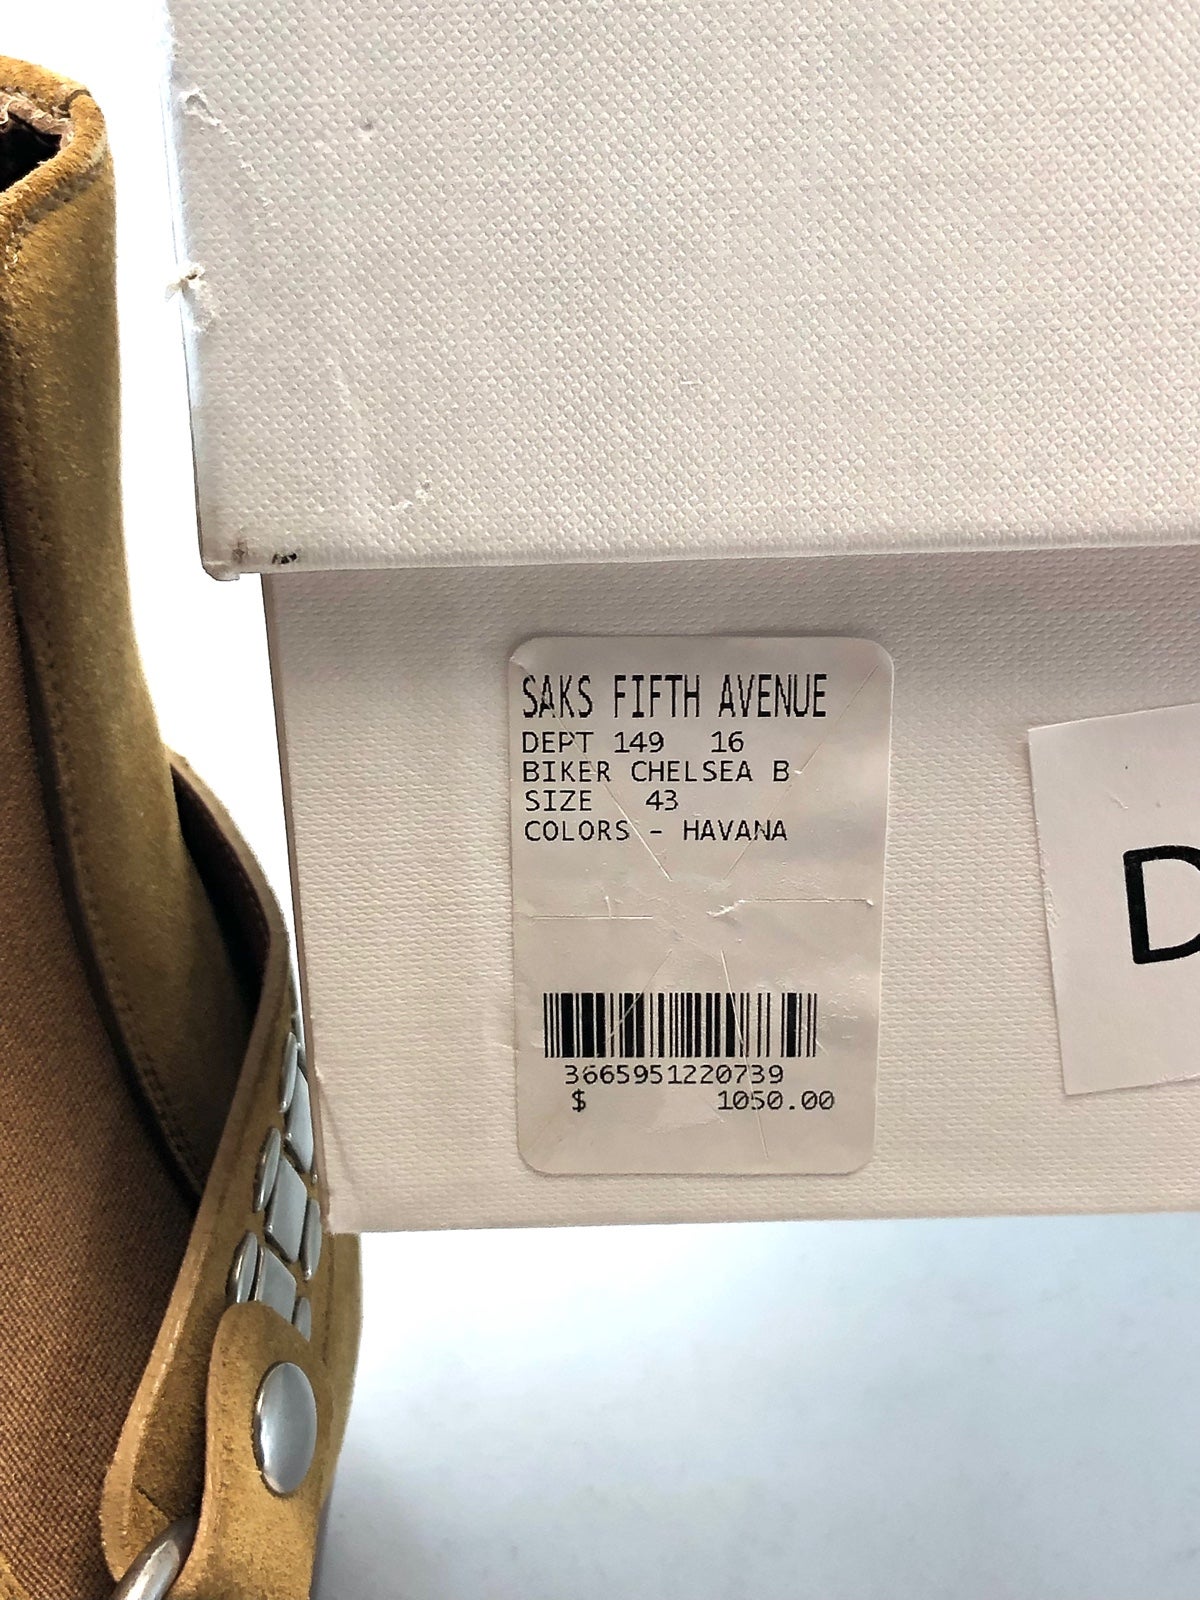 SAKS FIFTH AVENUE
DEPT 149 16
BIKER CHELSEA B
SIZE 43
COLORS - HAVANA
3665951220739
$ 1050.00
D